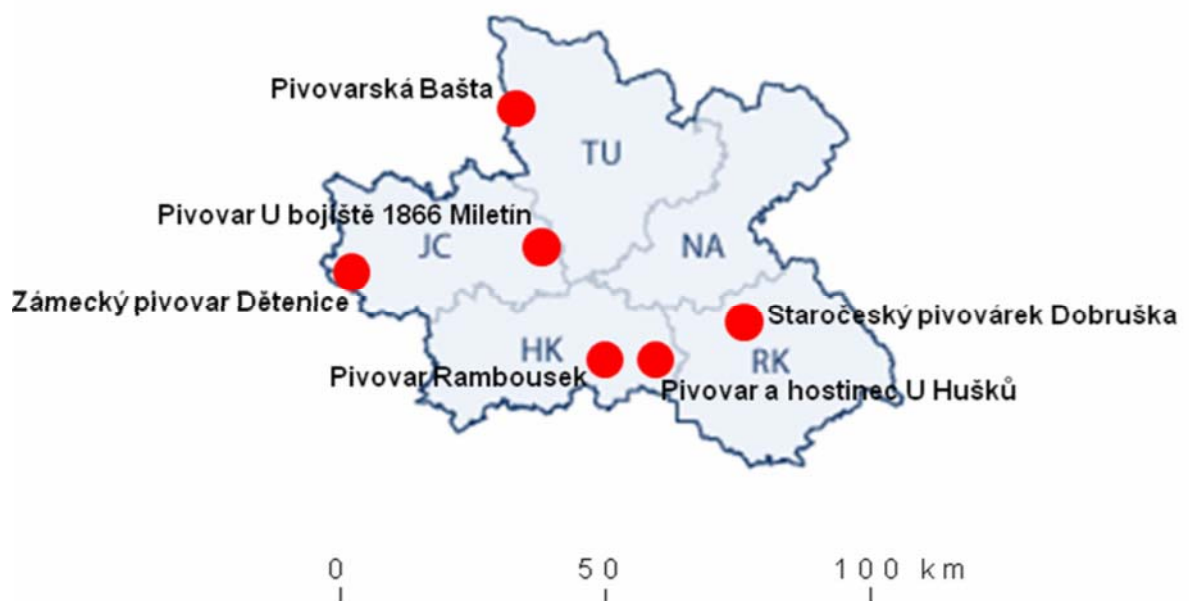 Pivovarská Bašta
TU
Pivovar U bojiště 1866 Miletín
JC
NA
Zámecký pivovar Dětenice
Staročeský pivovárek Dobruška
HK
RK
Pivovar Rambousek
Pivovar a hostinec U Hušků
0 50 100 km